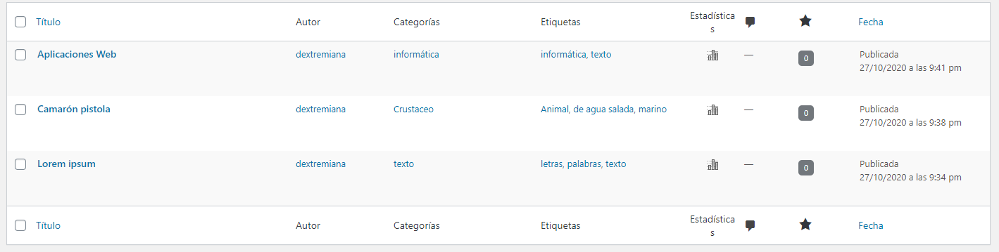 Título Autor Categorías Etiquetas Estadística
s Fecha
Aplicaciones Web dextremiana informática informática, texto — 0 Publicada
27/10/2020 a las 9:41 pm
Camarón pistola dextremiana Crustaceo Animal, de agua salada, marino — 0 Publicada
27/10/2020 a las 9:38 pm
Lorem ipsum dextremiana texto letras, palabras, texto — 0 Publicada
27/10/2020 a las 9:34 pm
Título Autor Categorías Etiquetas Estadística
s Fecha